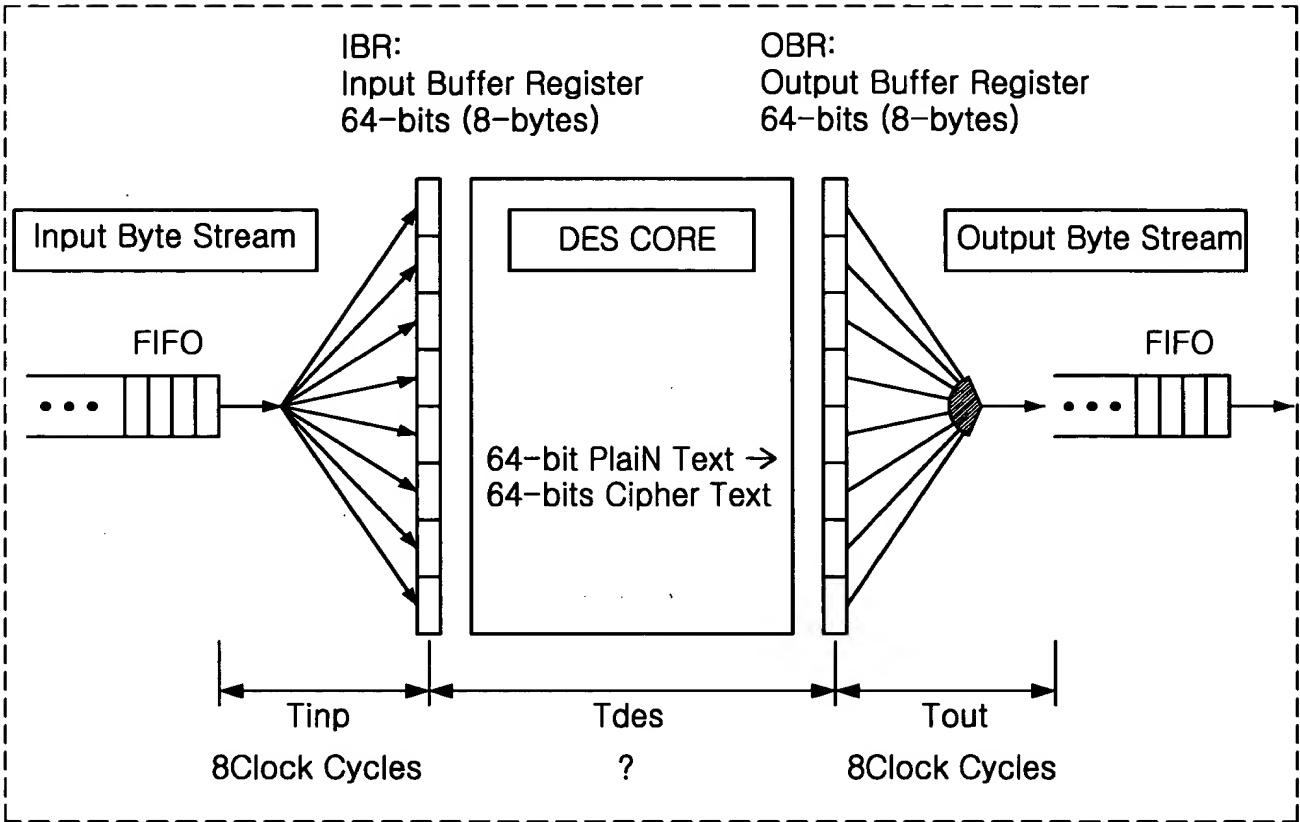 IBR:
Input Buffer Register
64-bits (8-bytes)
OBR:
Output Buffer Register
64-bits (8-bytes)
Input Byte Stream
DES CORE
Output Byte Stream
FIFO
FIFO
64-bit PlaiN Text →
64-bits Cipher Text
Tinp
Tdes
Tout
8Clock Cycles
?
8Clock Cycles